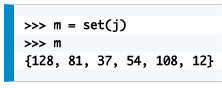 >>> m = set(j)
>>> m
{128, 81, 37, 54, 108, 12}